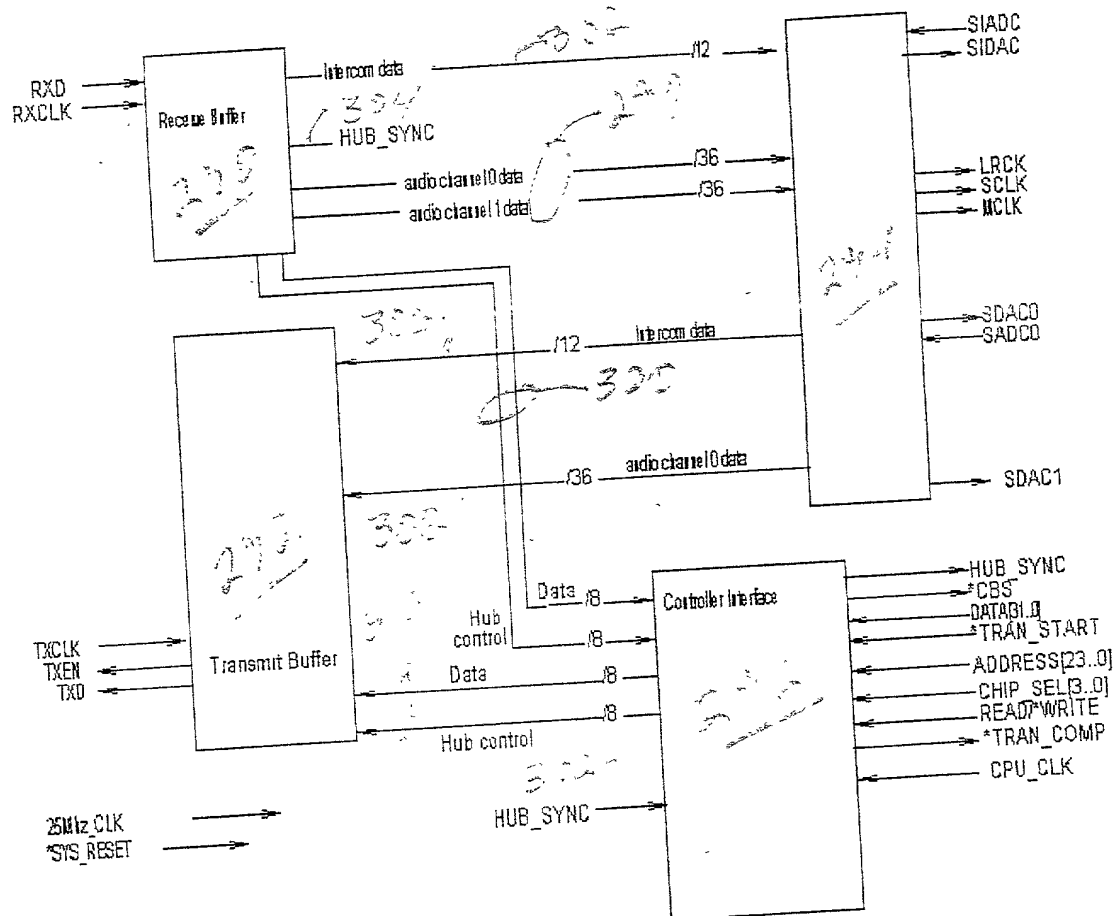 SIADC
SIDAC
RXD
RXCLK
Intercom data
/12
Receive Buffer
304
HUB_SYNC
audio channel 0 data
/36
audio channel 1 data
/36
LRCK
SCLK
MCLK
Intercom data
/12
SDAC0
SADC0
audio channel 0 data
/36
SDAC1
Data /8
Controller Interface
Hub
control
/8
HUB_SYNC
*CBS
DATA[31..0]
*TRAN_START
ADDRESS[23..0]
CHIP_SEL[3..0]
READ/*WRITE
*TRAN_COMP
CPU_CLK
TXCLK
TXEN
TXD
Transmit Buffer
Data
/8
/8
Hub control
HUB_SYNC
25Mhz_CLK
*SYS_RESET